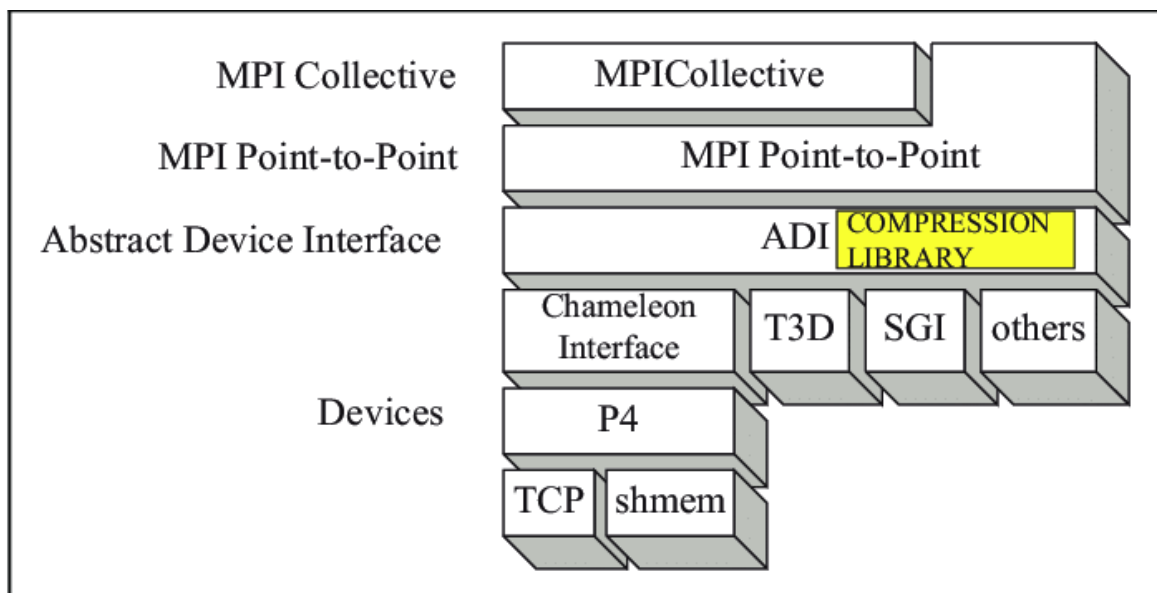 MPI Collective
MPICollective
MPI Point-to-Point
MPI Point-to-Point
Abstract Device Interface
ADI
COMPRESSION
LIBRARY
Chameleon
Interface
T3D
SGI
others
Devices
P4
TCP
shmem